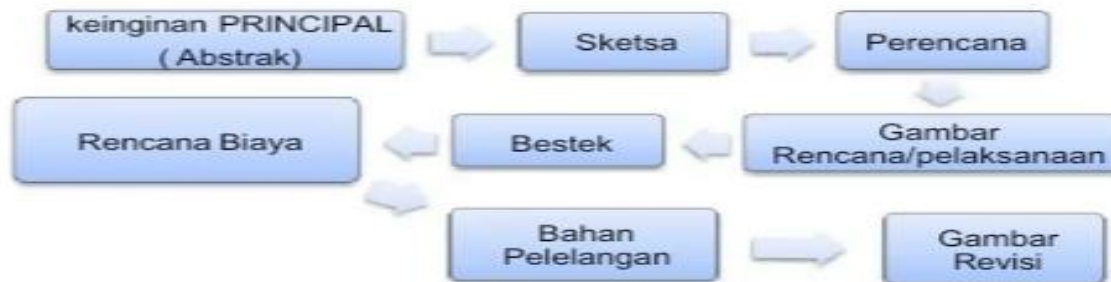 keinginan PRINCIPAL
( Abstrak)
Sketsa
Perencana
Gambar
Rencana/pelaksanaan
Bestek
Rencana Biaya
Bahan
Pelelangan
Gambar
Revisi